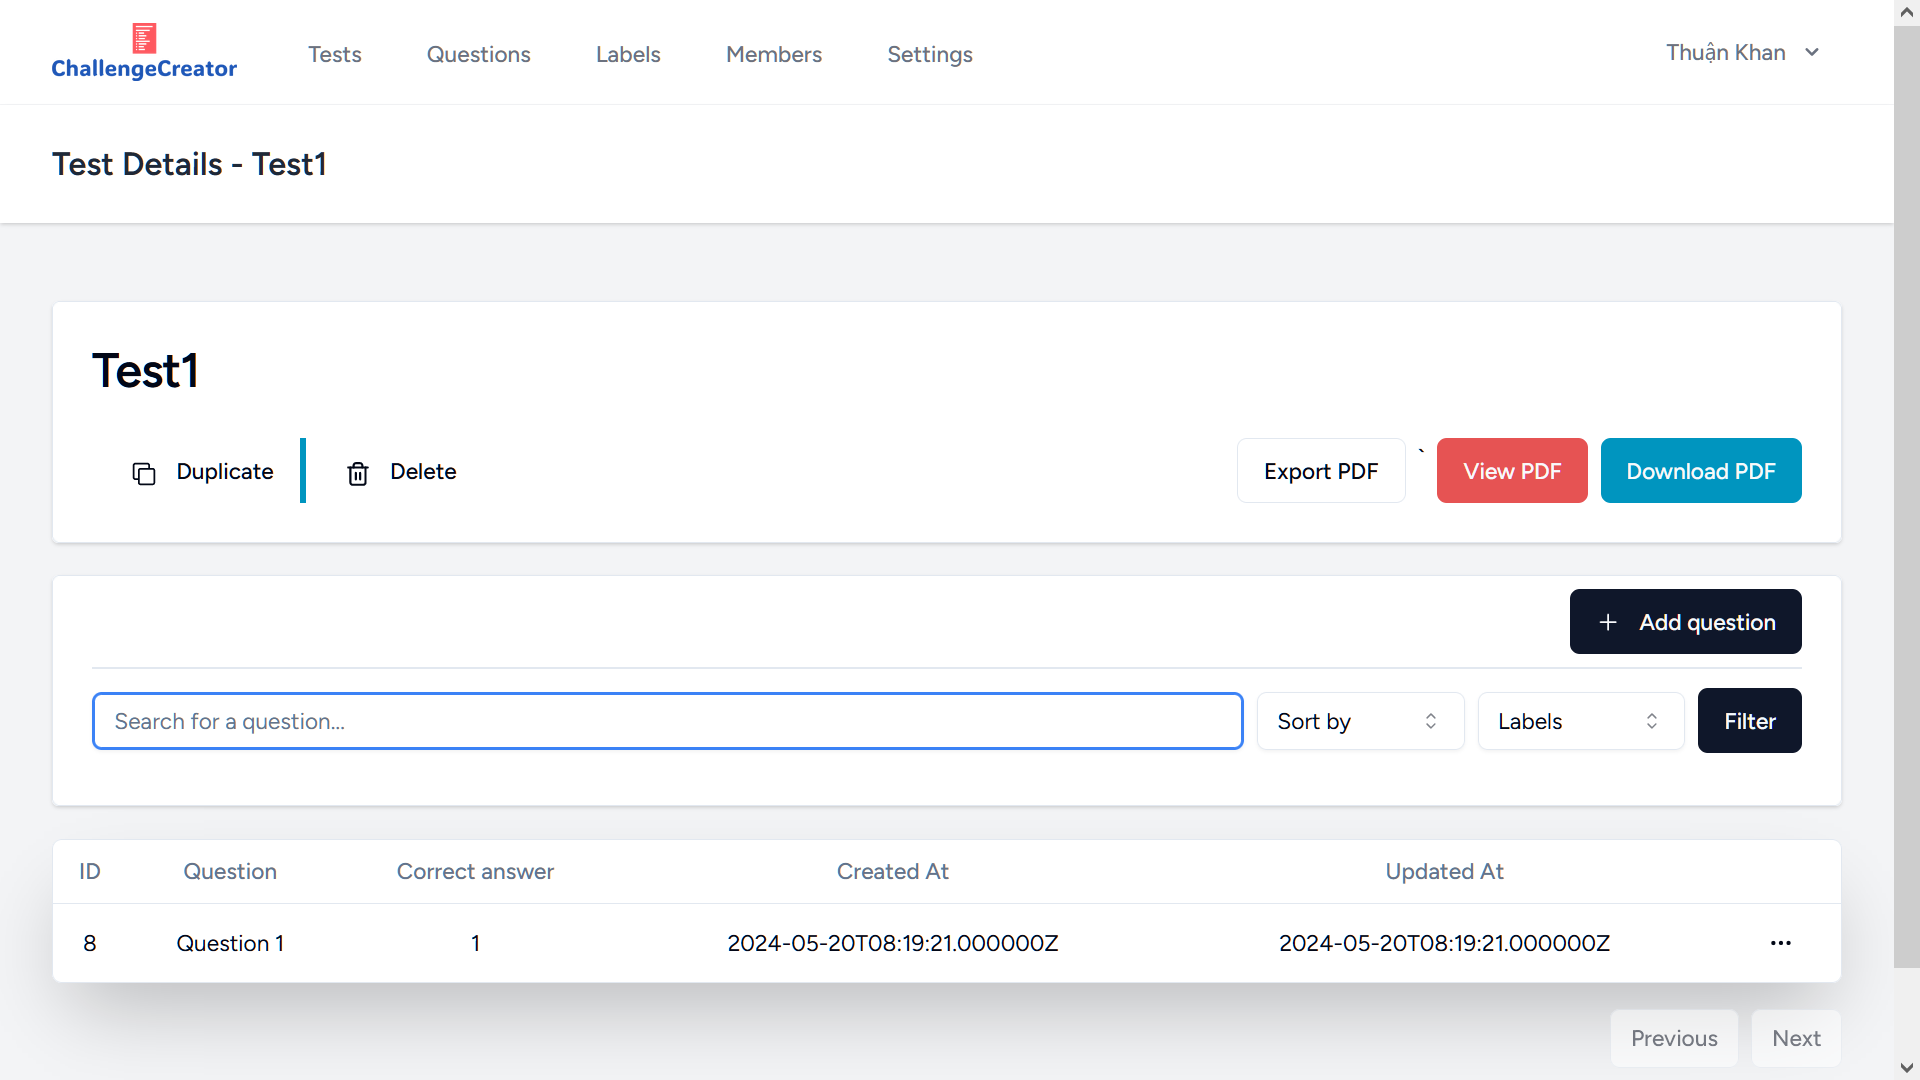 ChallengeCreator
Tests
Questions
Labels
Members
Settings
Thuận Khan
Test Details - Test1
Test1
Duplicate
Delete
Export PDF
`
View PDF
Download PDF
+ Add question
Search for a question...
Sort by
Labels
Filter
ID Question Correct answer Created At Updated At
8 Question 1 1 2024-05-20T08:19:21.000000Z 2024-05-20T08:19:21.000000Z ...
Previous
Next